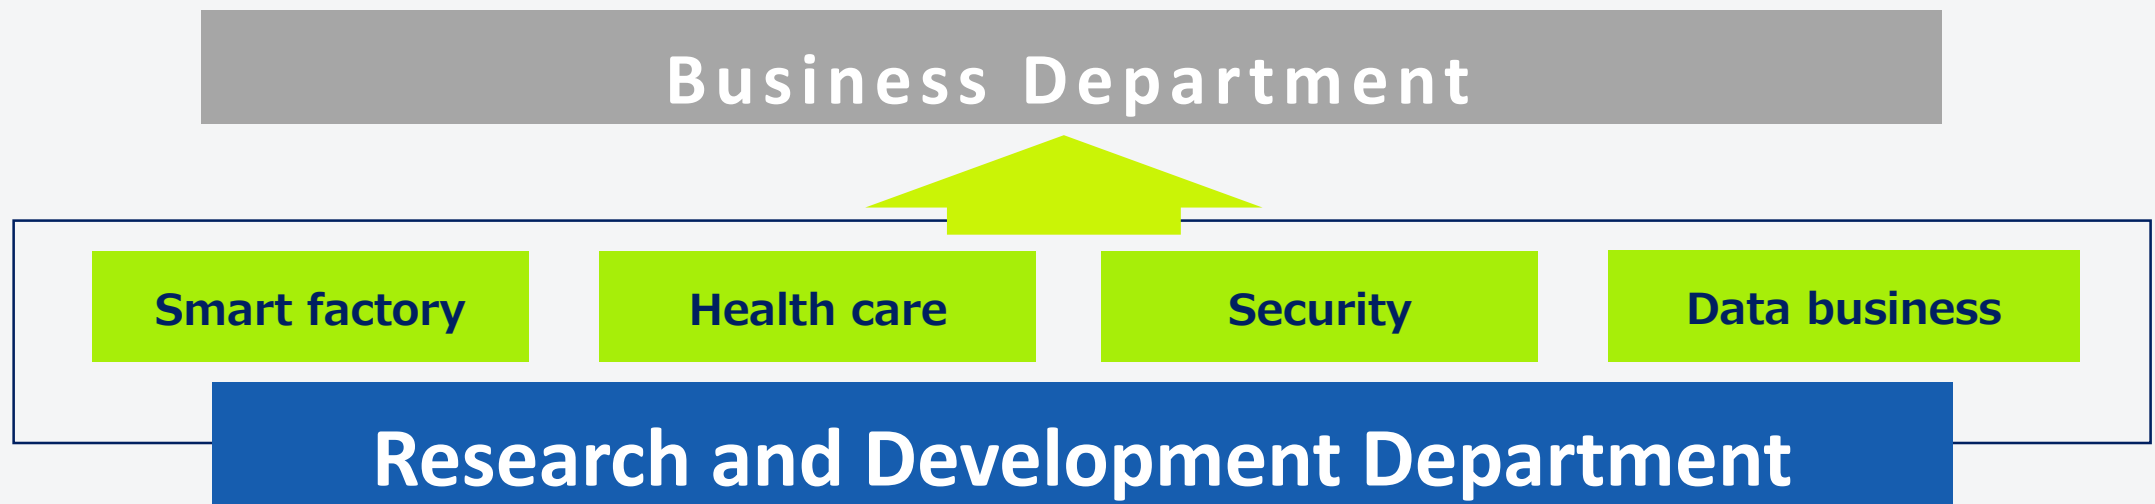 Business Department
Smart factory
Health care
Security
Data business
Research and Development Department